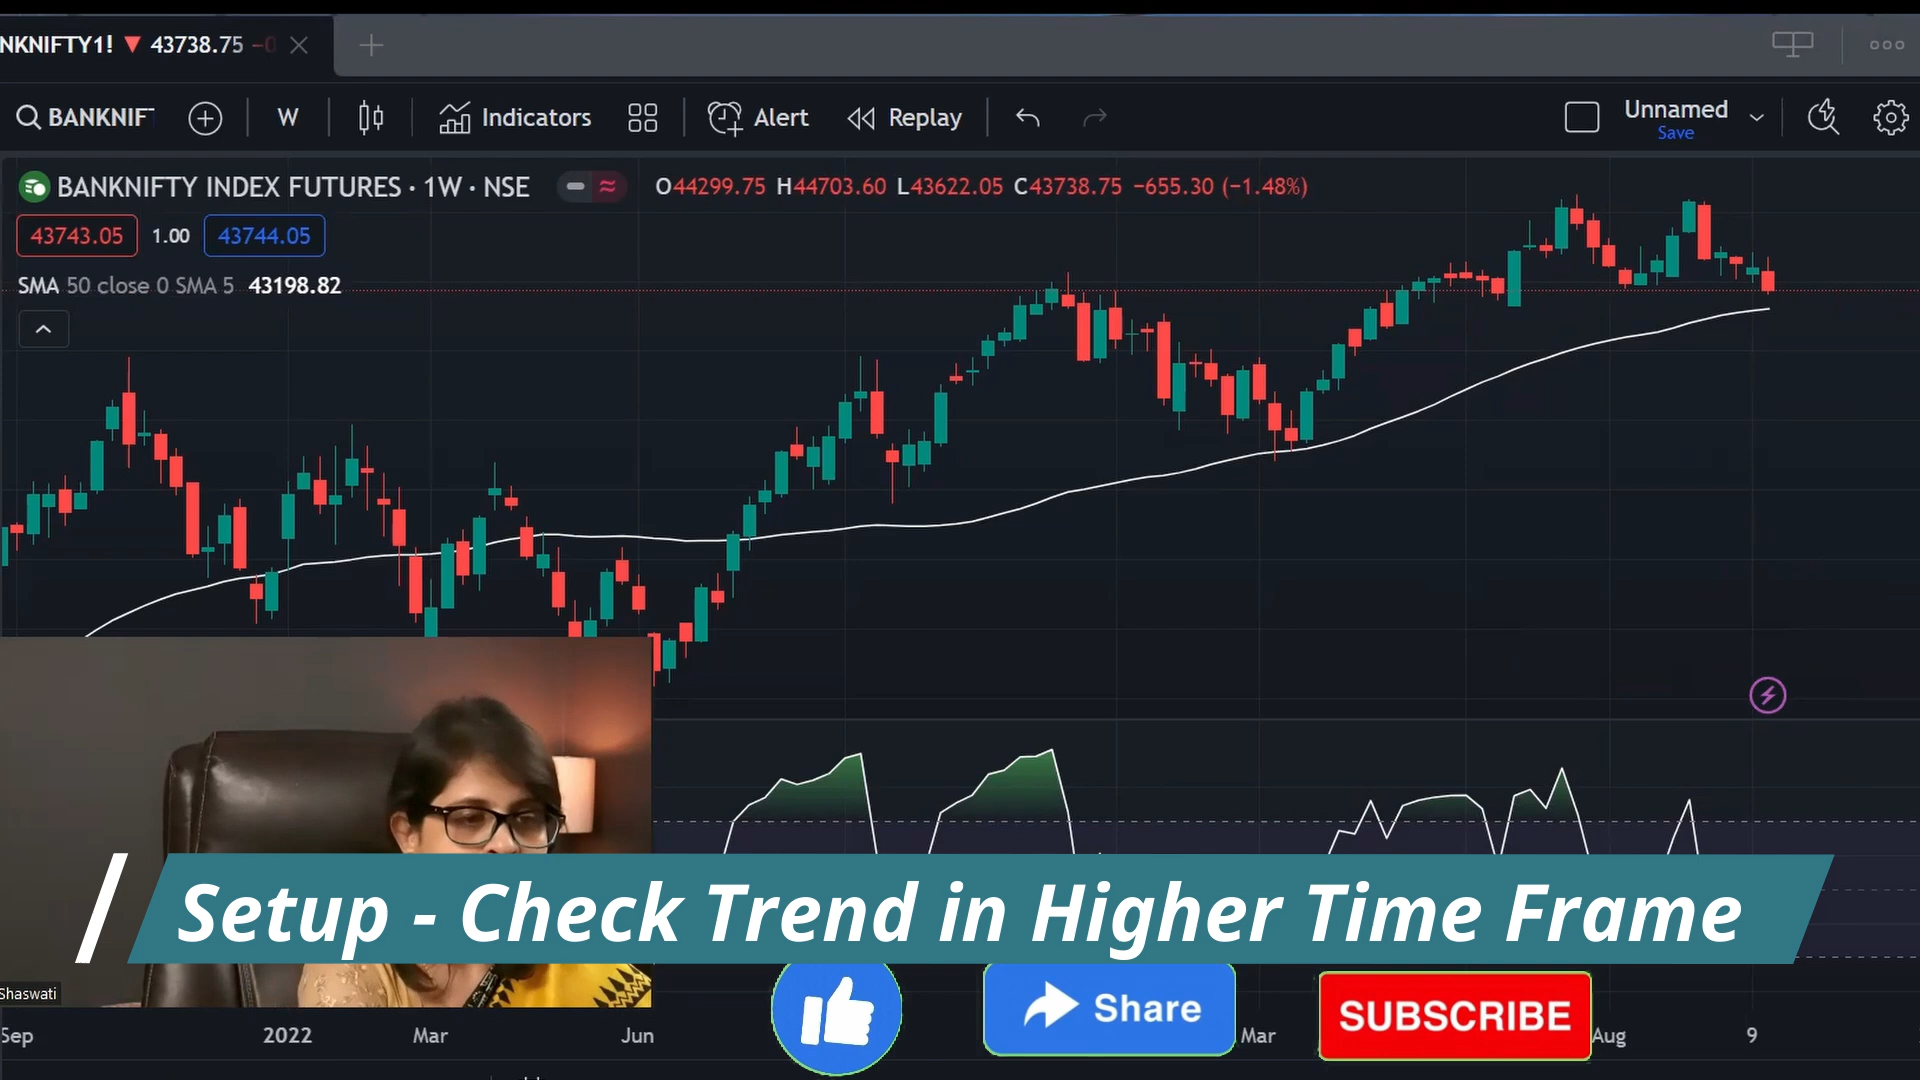 NKNIFTY1! ▼ 43738.75 −0
BANKNIF
W
Indicators
Alert
Replay
Unnamed
Save
BANKNIFTY INDEX FUTURES · 1W · NSE
O44299.75 H44703.60 L43622.05 C43738.75 −655.30 (−1.48%)
43743.05 1.00 43744.05
SMA 50 close 0 SMA 5 43198.82
/ Setup - Check Trend in Higher Time Frame
Shaswati
Share
SUBSCRIBE
Sep 2022 Mar Jun Mar Aug 9